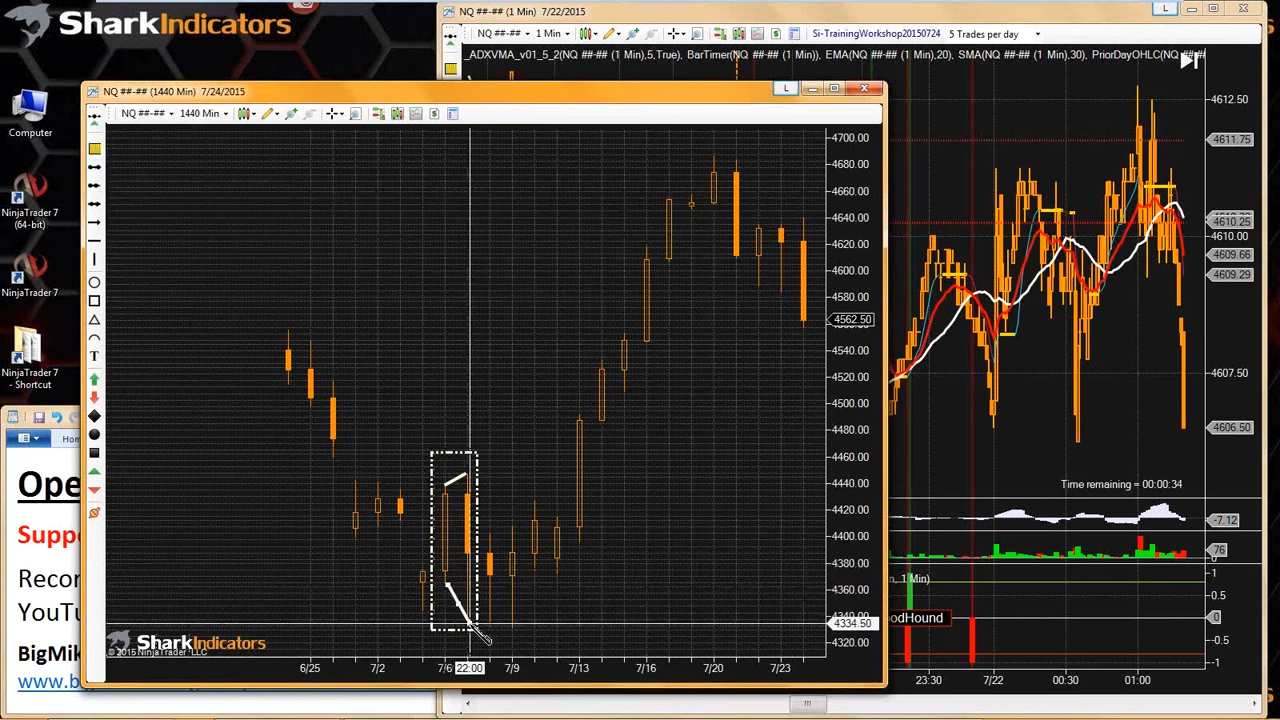 SharkIndicators
NQ ##-## (1 Min) 7/22/2015
L
NQ ##-## 1 Min
Si-TrainingWorkshop20150724
5 Trades per day
_ADXVMA_v01_5_2(NQ ##-## (1 Min),5,True), BarTimer(NQ ##-## (1 Min)), EMA(NQ ##-## (1 Min),20), SMA(NQ ##-## (1 Min),30), PriorDayOHLC(NQ ##-##
NQ ##-## (1440 Min) 7/24/2015
L
NQ ##-## 1440 Min
Computer
NinjaTrader 7
(64-bit)
NinjaTrader 7
NinjaTrader 7
- Shortcut
T
4700.00
4680.00
4660.00
4640.00
4620.00
4600.00
4580.00
4562.50
4540.00
4520.00
4500.00
4480.00
4460.00
4440.00
4420.00
4400.00
4380.00
4360.00
4340.00
4334.50
4320.00
6/25
7/2
7/6
22:00
7/9
7/13
7/16
7/20
7/23
SharkIndicators
© 2015 NinjaTrader LLC
4612.50
4611.75
4610.25
4610.00
4609.66
4609.29
4607.50
4606.50
Time remaining = 00:00:34
-7.12
76
, 1 Min)
odHound
1
0.5
0
-0.5
-1
23:30
7/22
00:30
01:00
Hom
Ope
Suppo
Recor
YouTu
BigMik
www.b